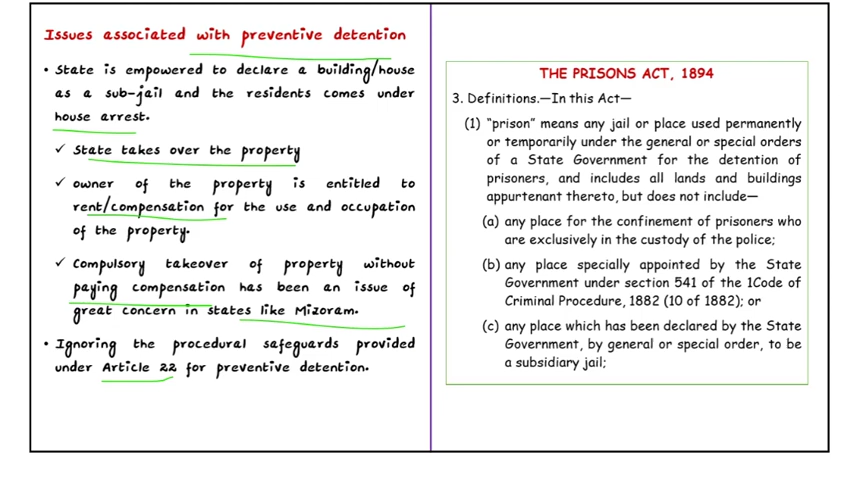 Issues associated with preventive detention
• State is empowered to declare a building/house
as a sub-jail and the residents comes under
house arrest.
✓ State takes over the property
✓ owner of the property is entitled to
rent/compensation for the use and occupation
of the property.
✓ Compulsory takeover of property without
paying compensation has been an issue of
great concern in states like Mizoram.
• Ignoring the procedural safeguards provided
under Article 22 for preventive detention.
THE PRISONS ACT, 1894
3. Definitions.—In this Act—
(1) “prison” means any jail or place used permanently
or temporarily under the general or special orders
of a State Government for the detention of
prisoners, and includes all lands and buildings
appurtenant thereto, but does not include—
(a) any place for the confinement of prisoners who
are exclusively in the custody of the police;
(b) any place specially appointed by the State
Government under section 541 of the 1Code of
Criminal Procedure, 1882 (10 of 1882); or
(c) any place which has been declared by the State
Government, by general or special order, to be
a subsidiary jail;